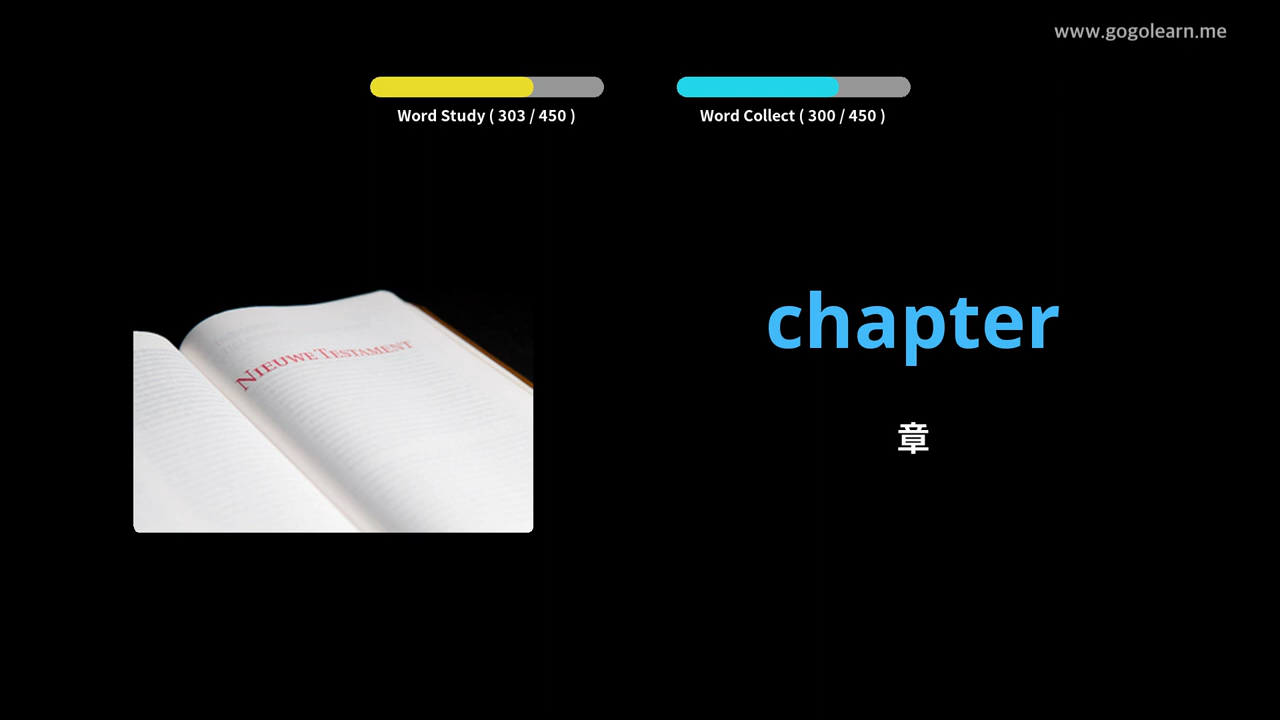 www.gogolearn.me
Word Study ( 303 / 450 )
Word Collect ( 300 / 450 )
NIEUWE TESTAMENT
chapter
章